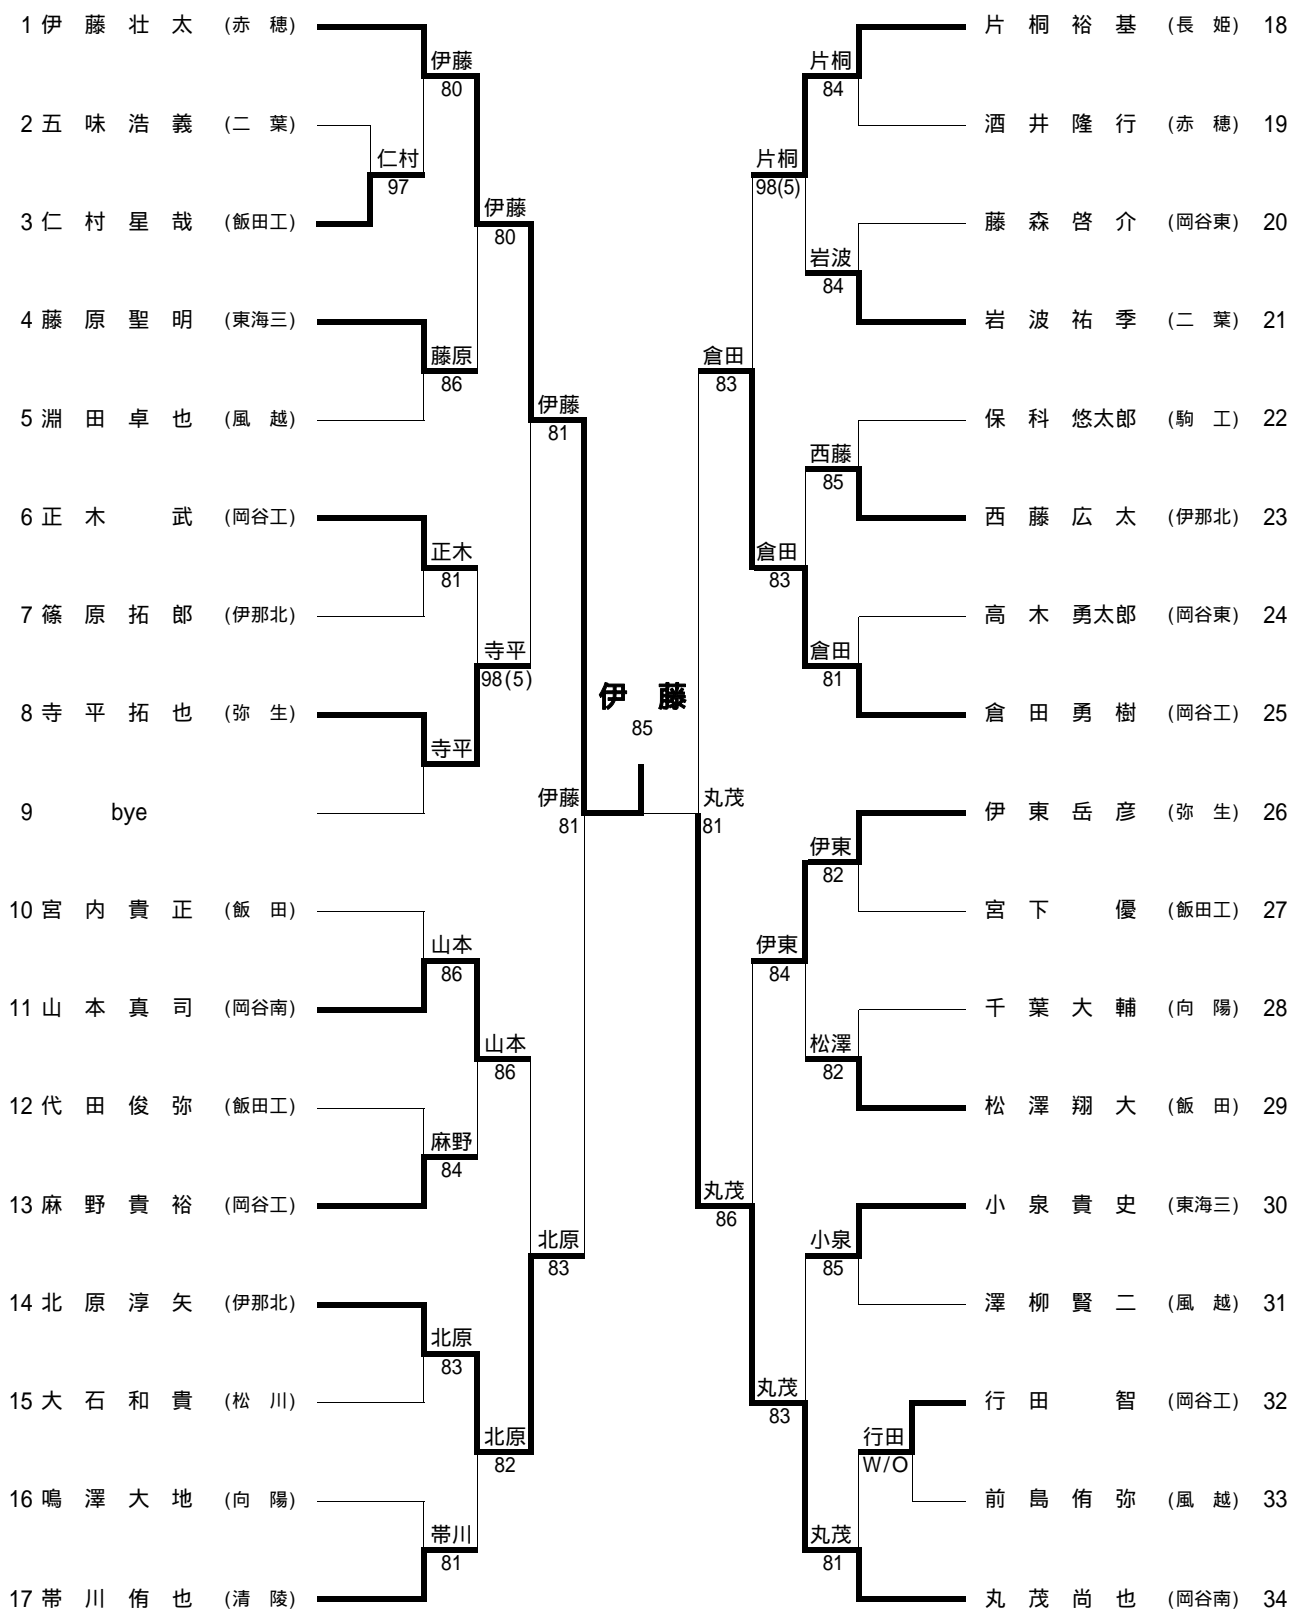 1 伊 藤 壮 太 (赤 穂)
伊藤
80
2 五 味 浩 義 (二 葉)
仁村
97
3 仁 村 星 哉 (飯田工)
伊藤
80
4 藤 原 聖 明 (東海三)
藤原
86
5 淵 田 卓 也 (風 越)
伊藤
81
6 正 木 武 (岡谷工)
正木
81
7 篠 原 拓 郎 (伊那北)
寺平
98(5)
8 寺 平 拓 也 (弥 生)
寺平
9 bye
伊藤
81
10 宮 内 貴 正 (飯 田)
山本
86
11 山 本 真 司 (岡谷南)
山本
86
12 代 田 俊 弥 (飯田工)
麻野
84
13 麻 野 貴 裕 (岡谷工)
北原
83
14 北 原 淳 矢 (伊那北)
北原
83
15 大 石 和 貴 (松 川)
北原
82
16 鳴 澤 大 地 (向 陽)
帯川
81
17 帯 川 侑 也 (清 陵)
伊 藤
85
片 桐 裕 基 (長 姫) 18
片桐
84
酒 井 隆 行 (赤 穂) 19
片桐
98(5)
藤 森 啓 介 (岡谷東) 20
岩波
84
岩 波 祐 季 (二 葉) 21
倉田
83
保 科 悠太郎 (駒 工) 22
西藤
85
西 藤 広 太 (伊那北) 23
倉田
83
高 木 勇太郎 (岡谷東) 24
倉田
81
倉 田 勇 樹 (岡谷工) 25
丸茂
81
伊 東 岳 彦 (弥 生) 26
伊東
82
宮 下 優 (飯田工) 27
伊東
84
千 葉 大 輔 (向 陽) 28
松澤
82
松 澤 翔 大 (飯 田) 29
丸茂
86
小 泉 貴 史 (東海三) 30
小泉
85
澤 柳 賢 二 (風 越) 31
丸茂
83
行 田 智 (岡谷工) 32
行田
W/O
前 島 侑 弥 (風 越) 33
丸茂
81
丸 茂 尚 也 (岡谷南) 34